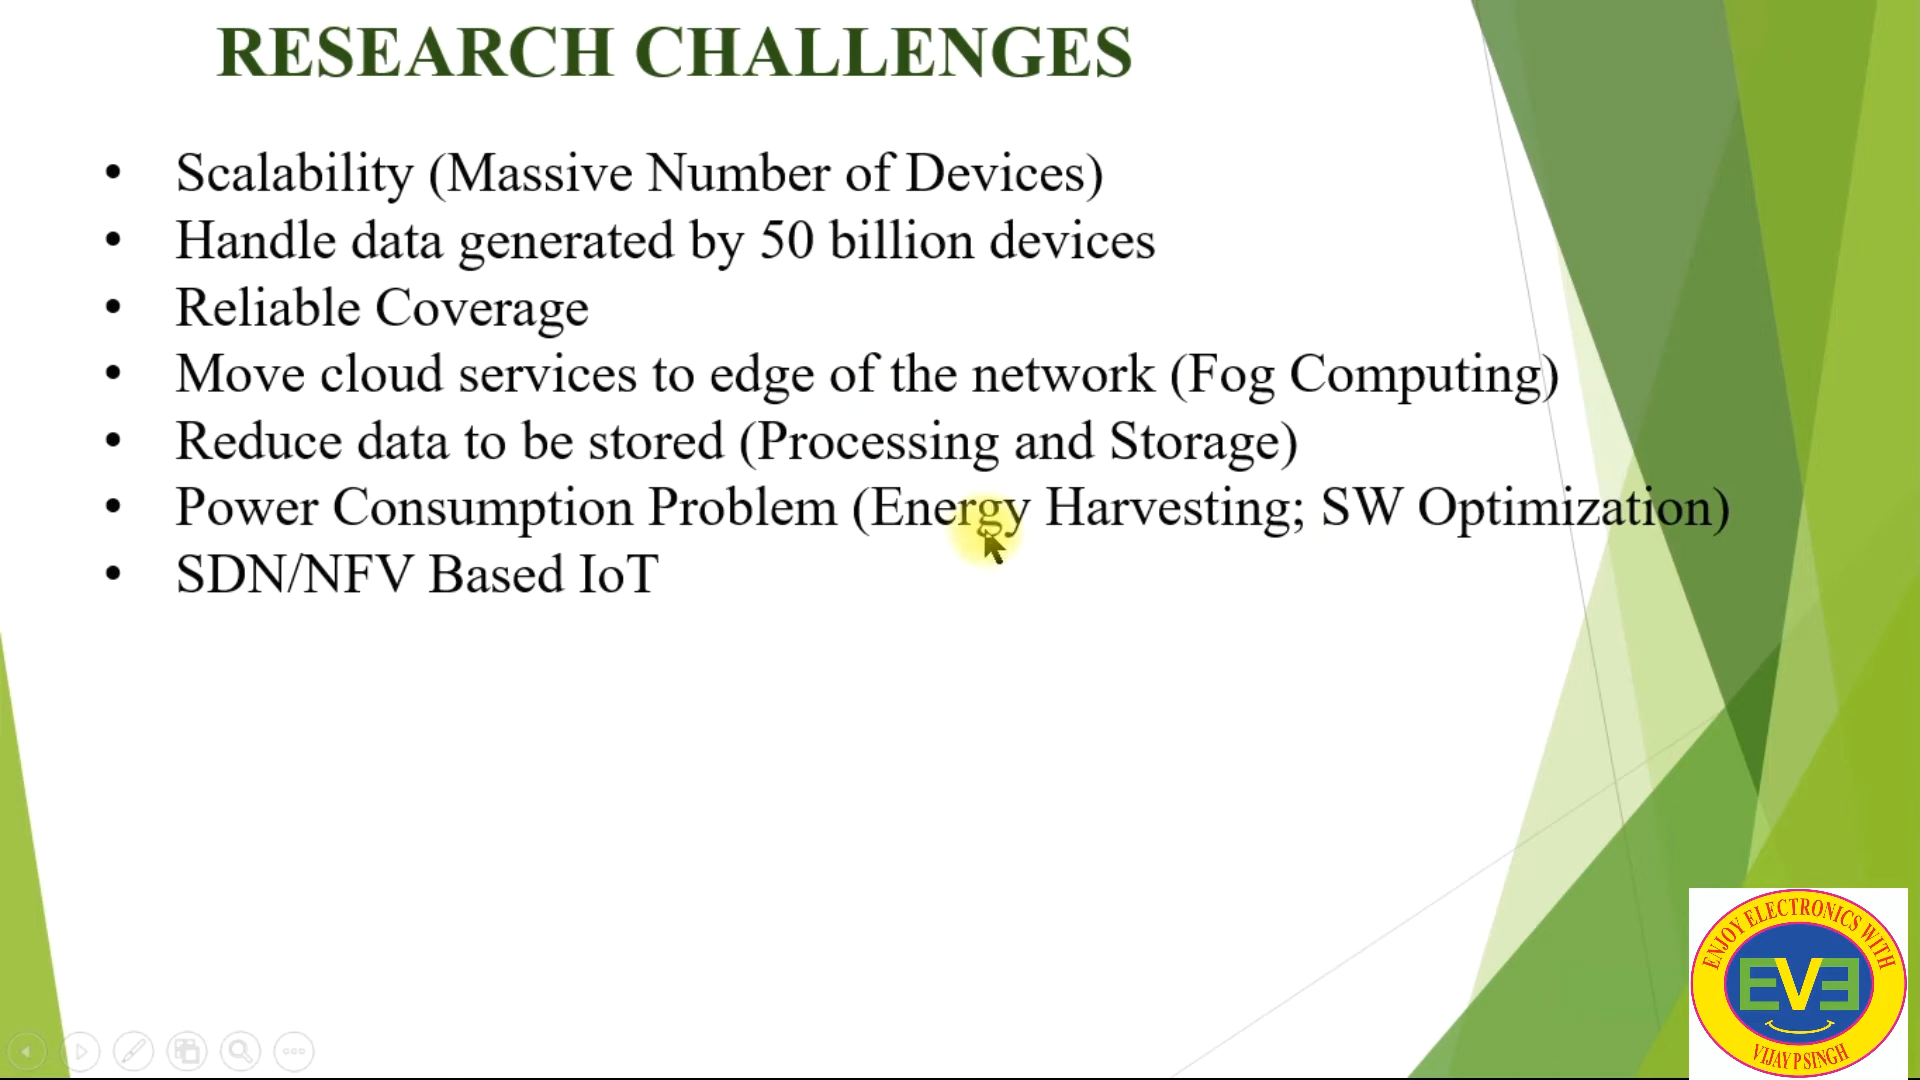 RESEARCH CHALLENGES
• Scalability (Massive Number of Devices)
• Handle data generated by 50 billion devices
• Reliable Coverage
• Move cloud services to edge of the network (Fog Computing)
• Reduce data to be stored (Processing and Storage)
• Power Consumption Problem (Energy Harvesting; SW Optimization)
• SDN/NFV Based IoT
ENJOY ELECTRONICS WITH
EVE
VIJAY P SINGH